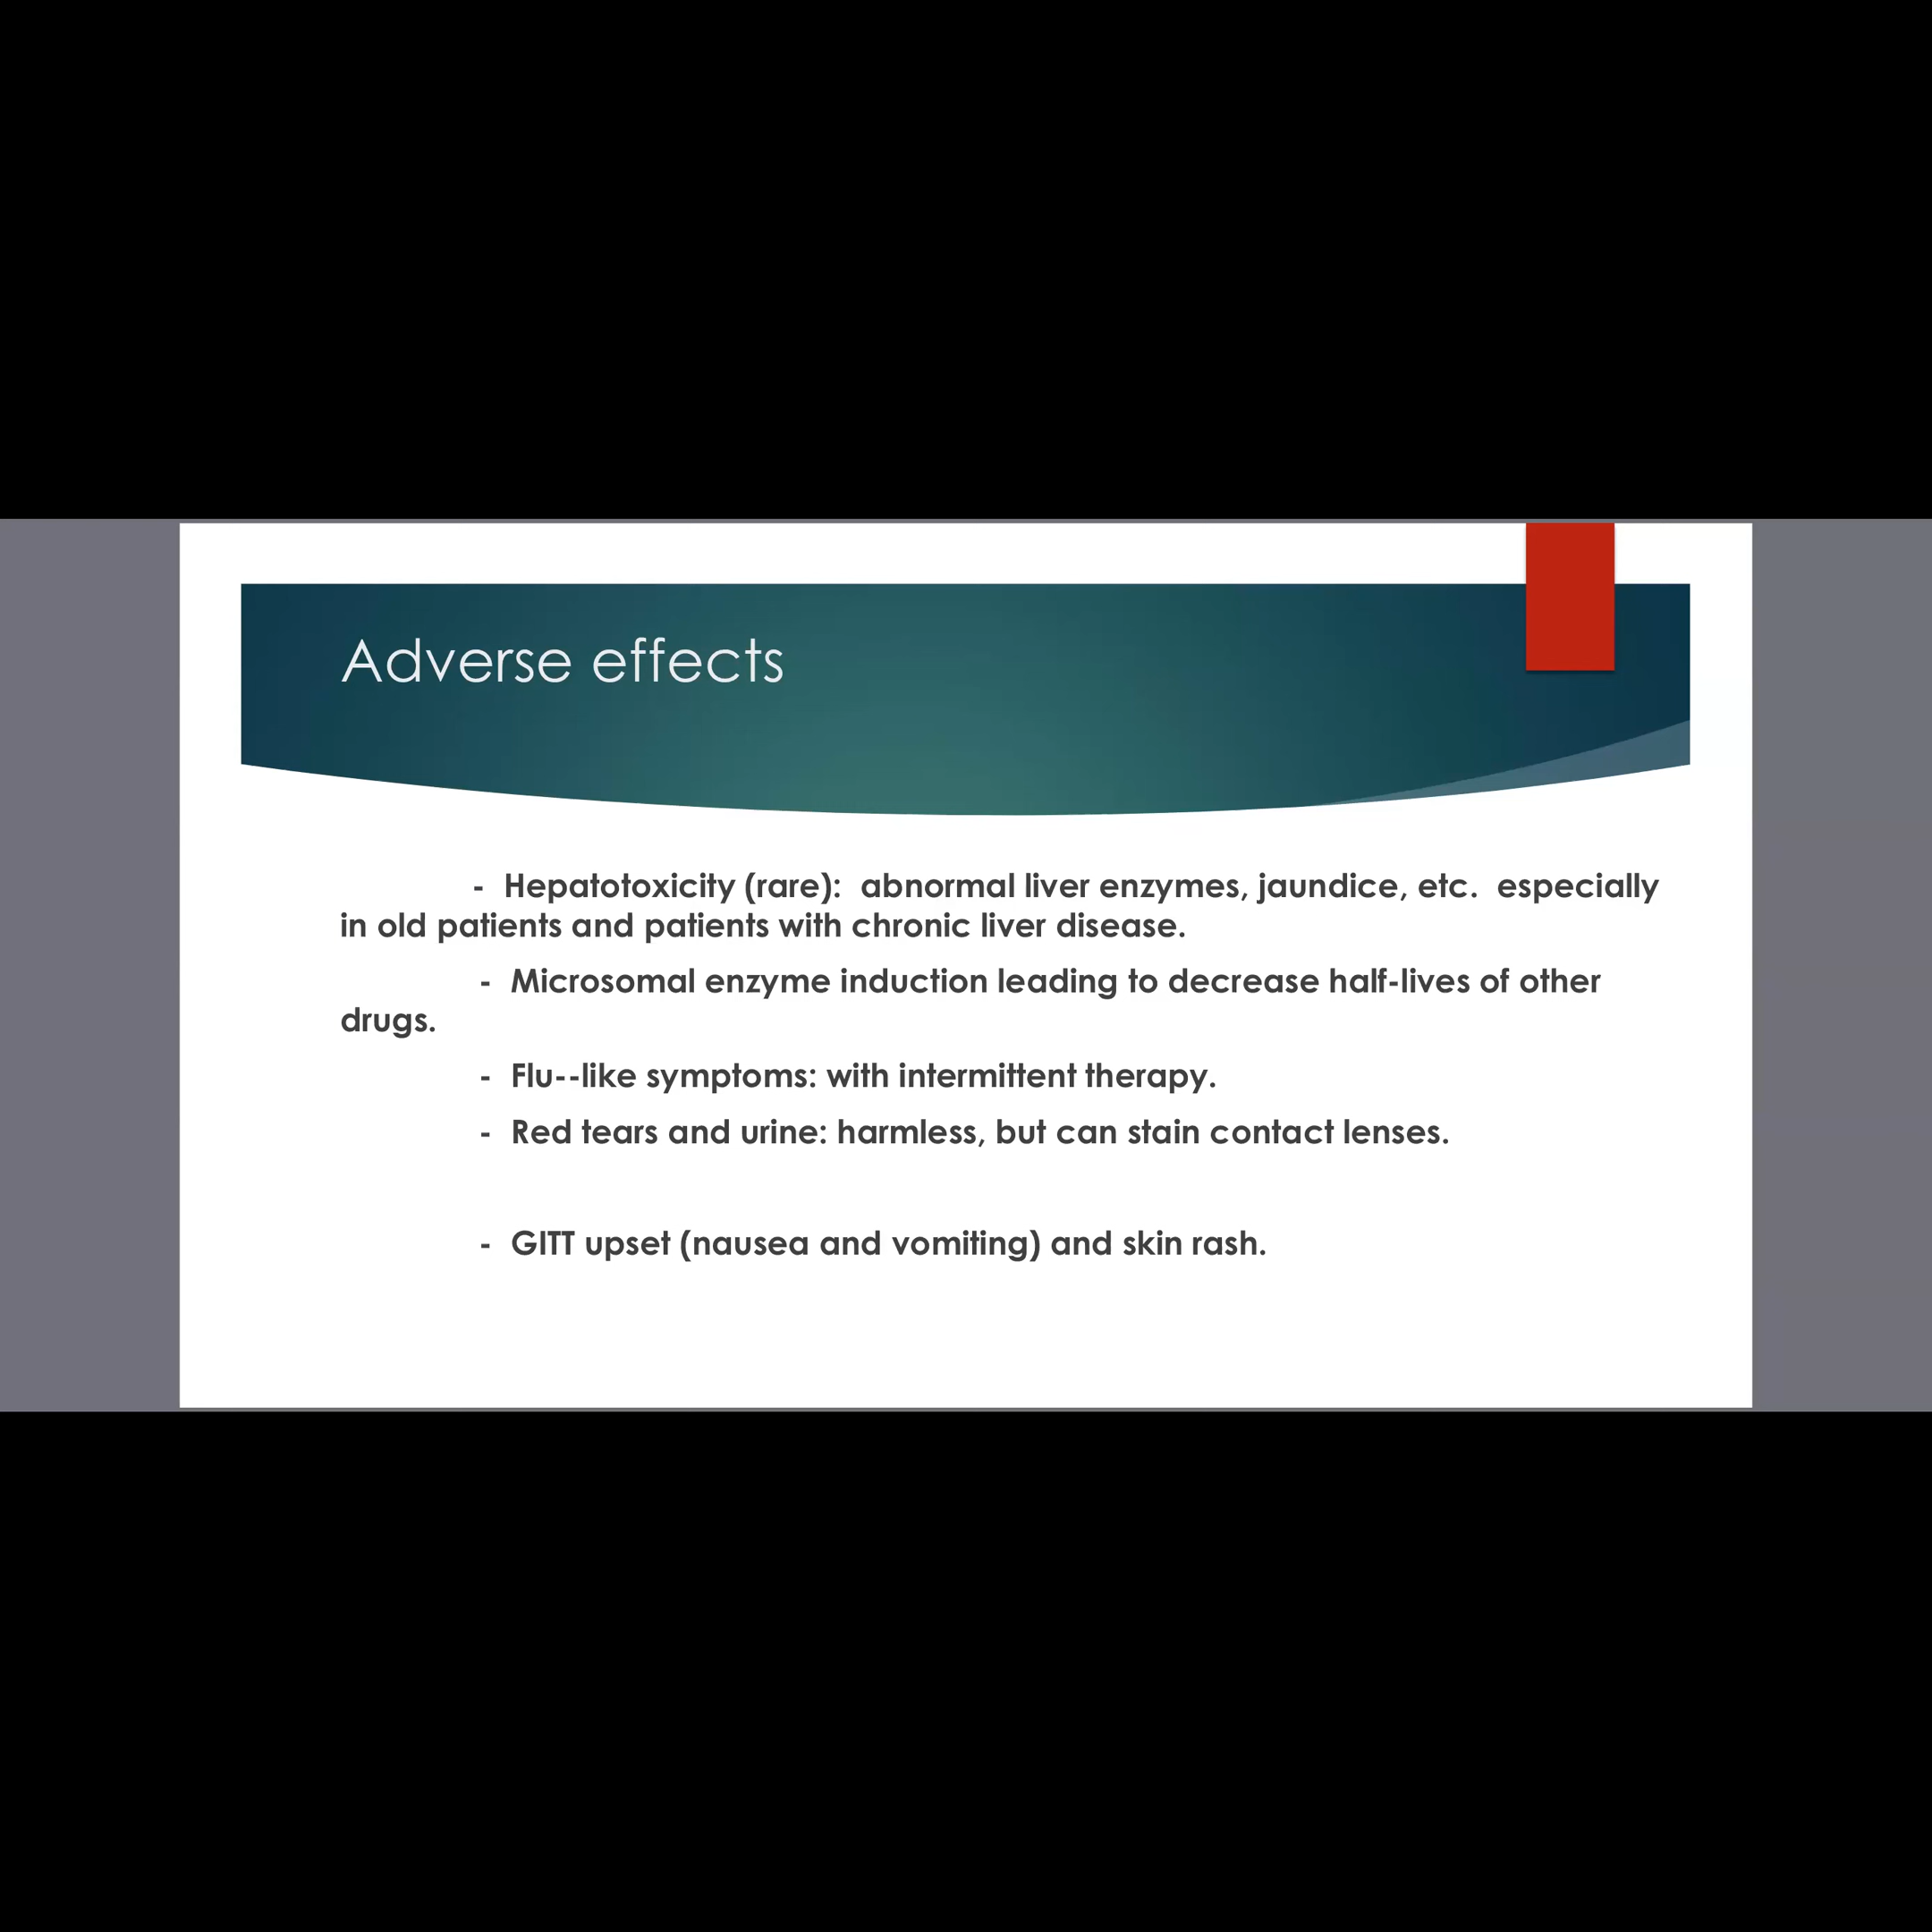 Adverse effects
- Hepatotoxicity (rare):  abnormal liver enzymes, jaundice, etc.  especially
in old patients and patients with chronic liver disease.
- Microsomal enzyme induction leading to decrease half-lives of other
drugs.
- Flu--like symptoms: with intermittent therapy.
- Red tears and urine: harmless, but can stain contact lenses.
- GITT upset (nausea and vomiting) and skin rash.